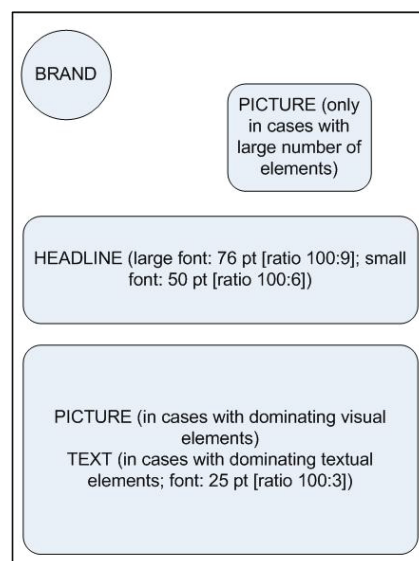 BRAND
PICTURE (only
in cases with
large number of
elements)
HEADLINE (large font: 76 pt [ratio 100:9]; small
font: 50 pt [ratio 100:6])
PICTURE (in cases with dominating visual
elements)
TEXT (in cases with dominating textual
elements; font: 25 pt [ratio 100:3])